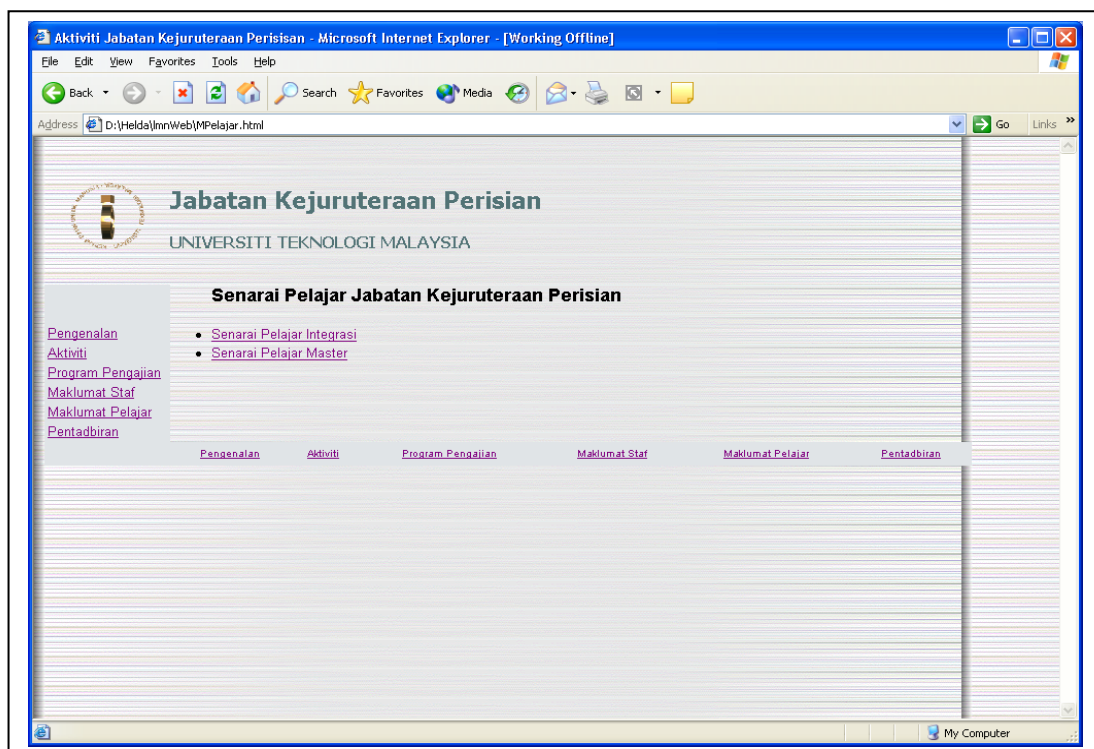 Aktiviti Jabatan Kejuruteraan Perisisan - Microsoft Internet Explorer - [Working Offline]
File Edit View Favorites Tools Help
Back Search Favorites Media
Address D:\Helda\lmnWeb\MPelajar.html Go Links »
Jabatan Kejuruteraan Perisian
UNIVERSITI TEKNOLOGI MALAYSIA
Senarai Pelajar Jabatan Kejuruteraan Perisian
Pengenalan
Aktiviti
Program Pengajian
Maklumat Staf
Maklumat Pelajar
Pentadbiran
• Senarai Pelajar Integrasi
• Senarai Pelajar Master
Pengenalan Aktiviti Program Pengajian Maklumat Staf Maklumat Pelajar Pentadbiran
My Computer